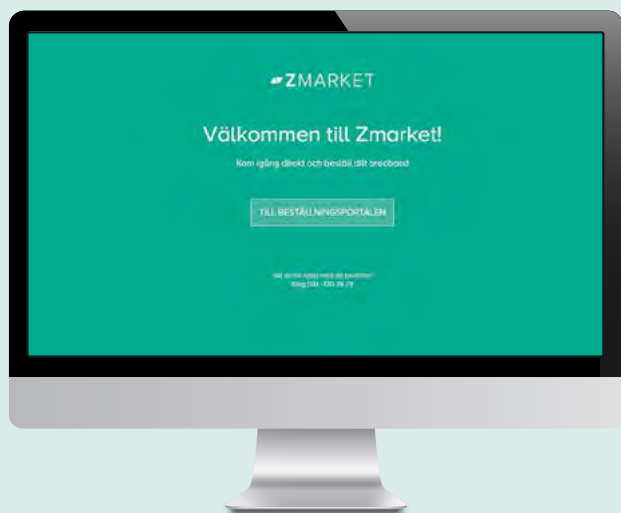 ZMARKET
Välkommen till Zmarket!
Kom igång direkt och beställ ditt bredband
TILL BESTÄLLNINGSPORTALEN